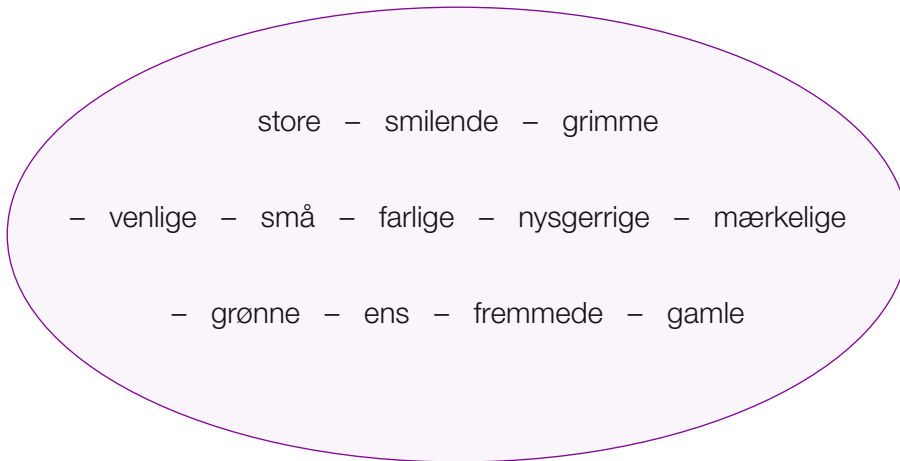 store – smilende – grimme
– venlige – små – farlige – nysgerrige – mærkelige
– grønne – ens – fremmede – gamle